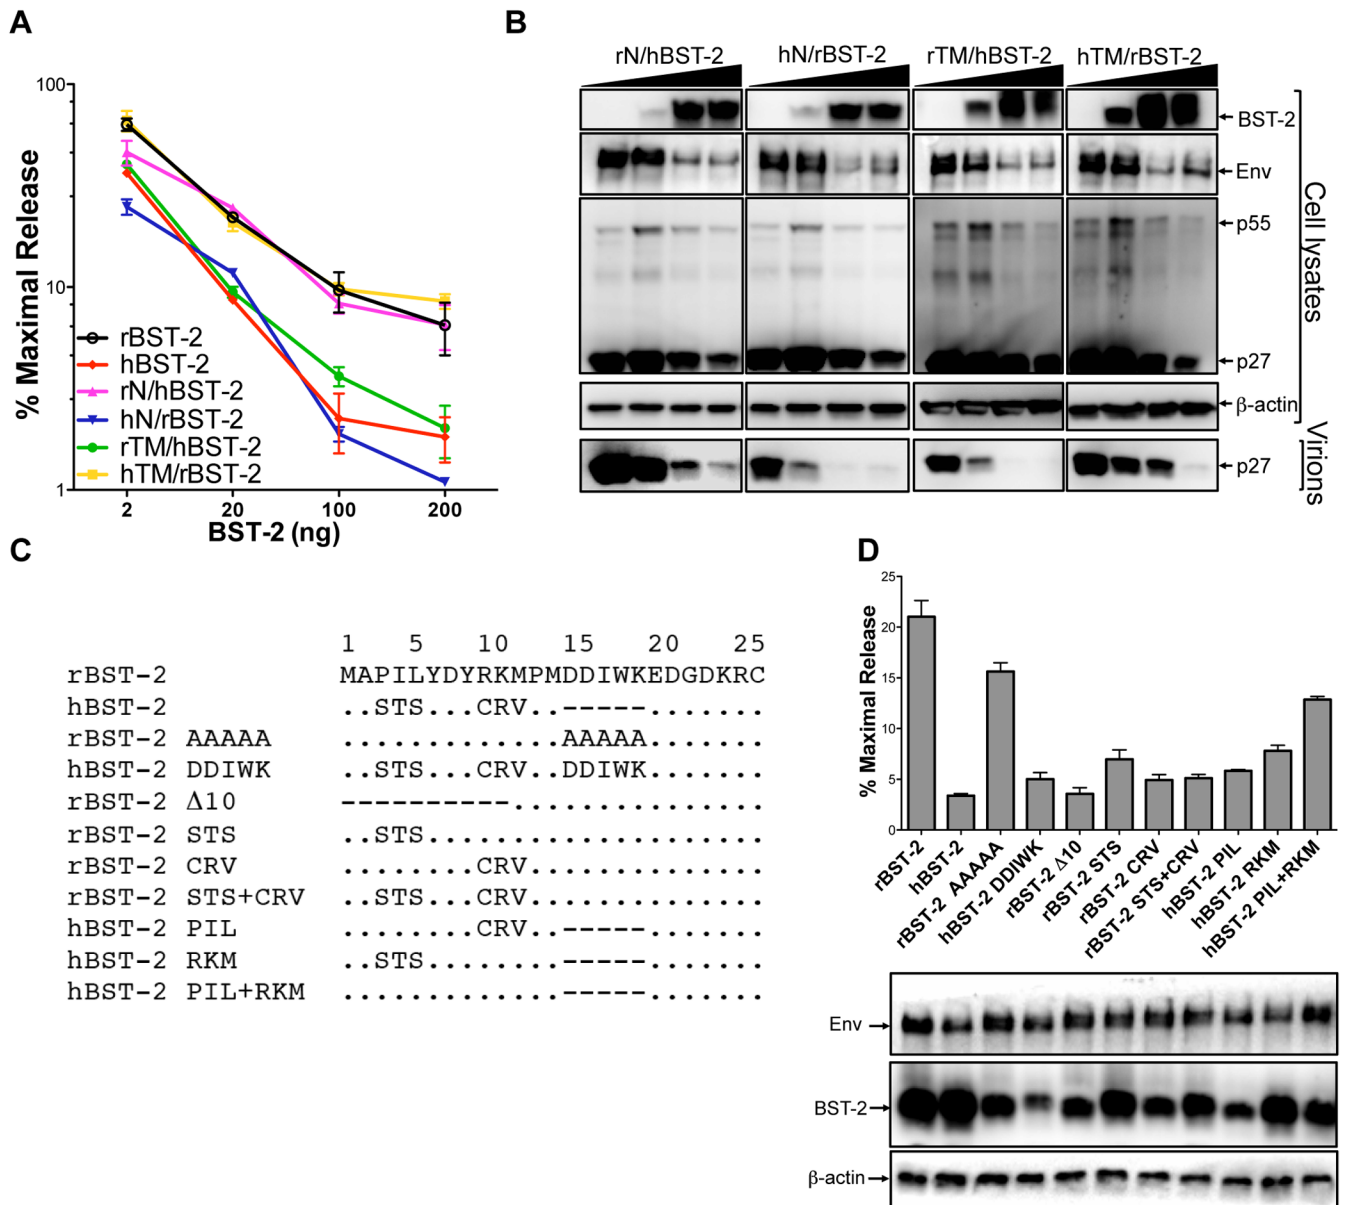 A
100
10
1
% Maximal Release
rBST-2
hBST-2
rN/hBST-2
hN/rBST-2
rTM/hBST-2
hTM/rBST-2
2 20 100 200
BST-2 (ng)
B
rN/hBST-2 hN/rBST-2 rTM/hBST-2 hTM/rBST-2
BST-2
Env
p55
p27
β-actin
p27
Cell lysates
Virions
C
1 5 10 15 20 25
rBST-2 MAPILYDYRKMPMDDIWKEDGDKRC
hBST-2 ..STS...CRV..-----.......
rBST-2 AAAAA .............AAAAA.......
hBST-2 DDIWK ..STS...CRV..DDIWK.......
rBST-2 Δ10 ----------...............
rBST-2 STS ..STS....................
rBST-2 CRV ........CRV..............
rBST-2 STS+CRV ..STS...CRV..............
hBST-2 PIL ........CRV..-----.......
hBST-2 RKM ..STS........-----.......
hBST-2 PIL+RKM .............-----.......
D
25
20
15
10
5
0
% Maximal Release
rBST-2
hBST-2
rBST-2 AAAAA
hBST-2 DDIWK
rBST-2 Δ10
rBST-2 STS
rBST-2 CRV
rBST-2 STS+CRV
hBST-2 PIL
hBST-2 RKM
hBST-2 PIL+RKM
Env
BST-2
β-actin